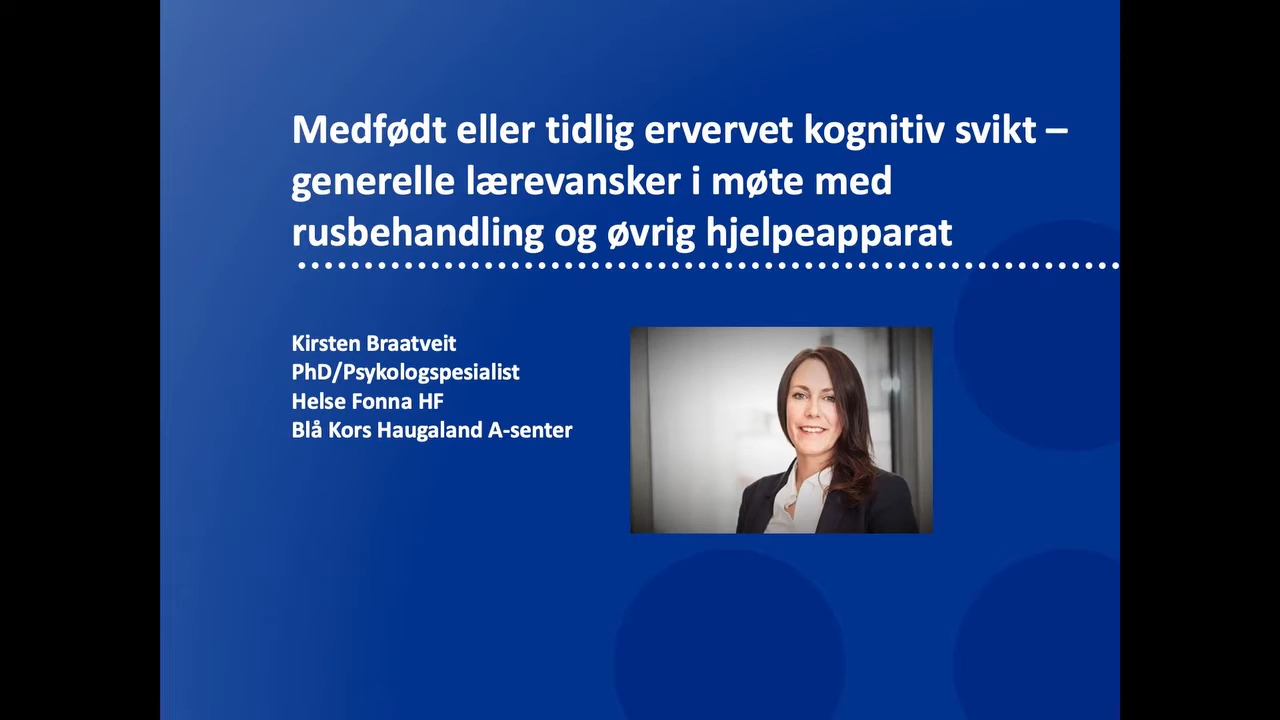 Medfødt eller tidlig ervervet kognitiv svikt –
generelle lærevansker i møte med
rusbehandling og øvrig hjelpeapparat
Kirsten Braatveit
PhD/Psykologspesialist
Helse Fonna HF
Blå Kors Haugaland A-senter